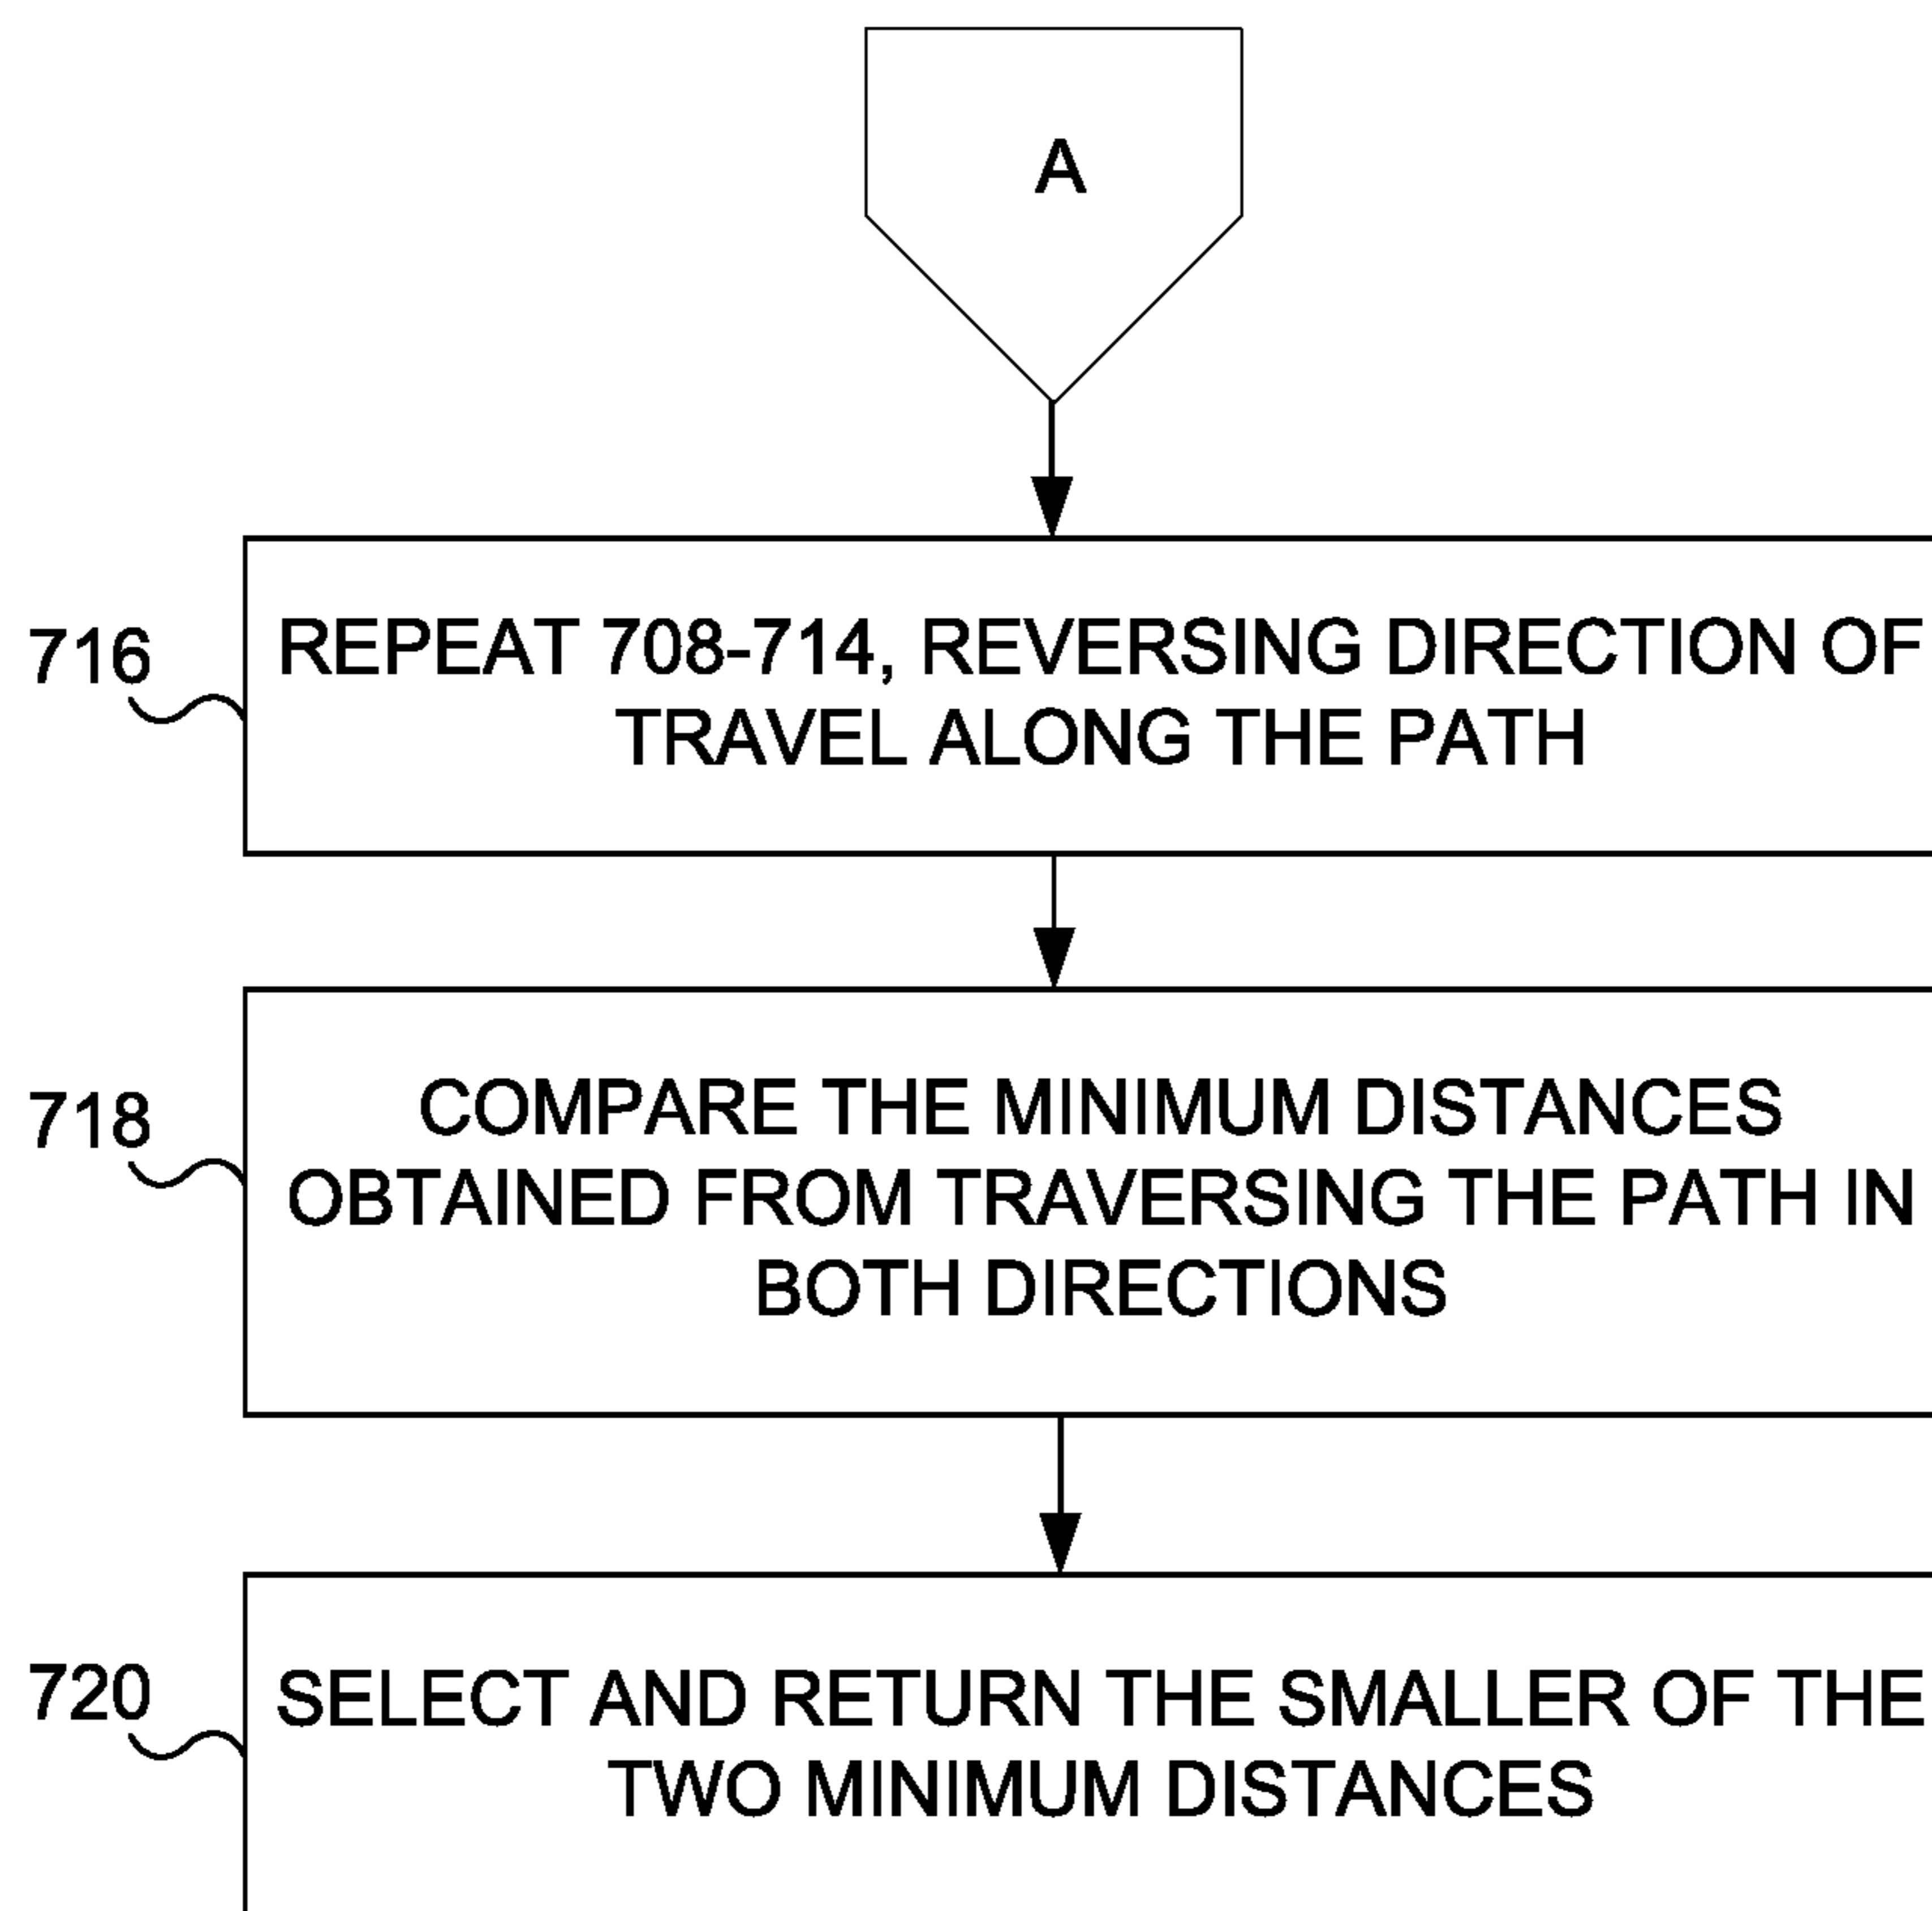 A
716
REPEAT 708-714, REVERSING DIRECTION OF
TRAVEL ALONG THE PATH
718
COMPARE THE MINIMUM DISTANCES
OBTAINED FROM TRAVERSING THE PATH IN
BOTH DIRECTIONS
720
SELECT AND RETURN THE SMALLER OF THE
TWO MINIMUM DISTANCES